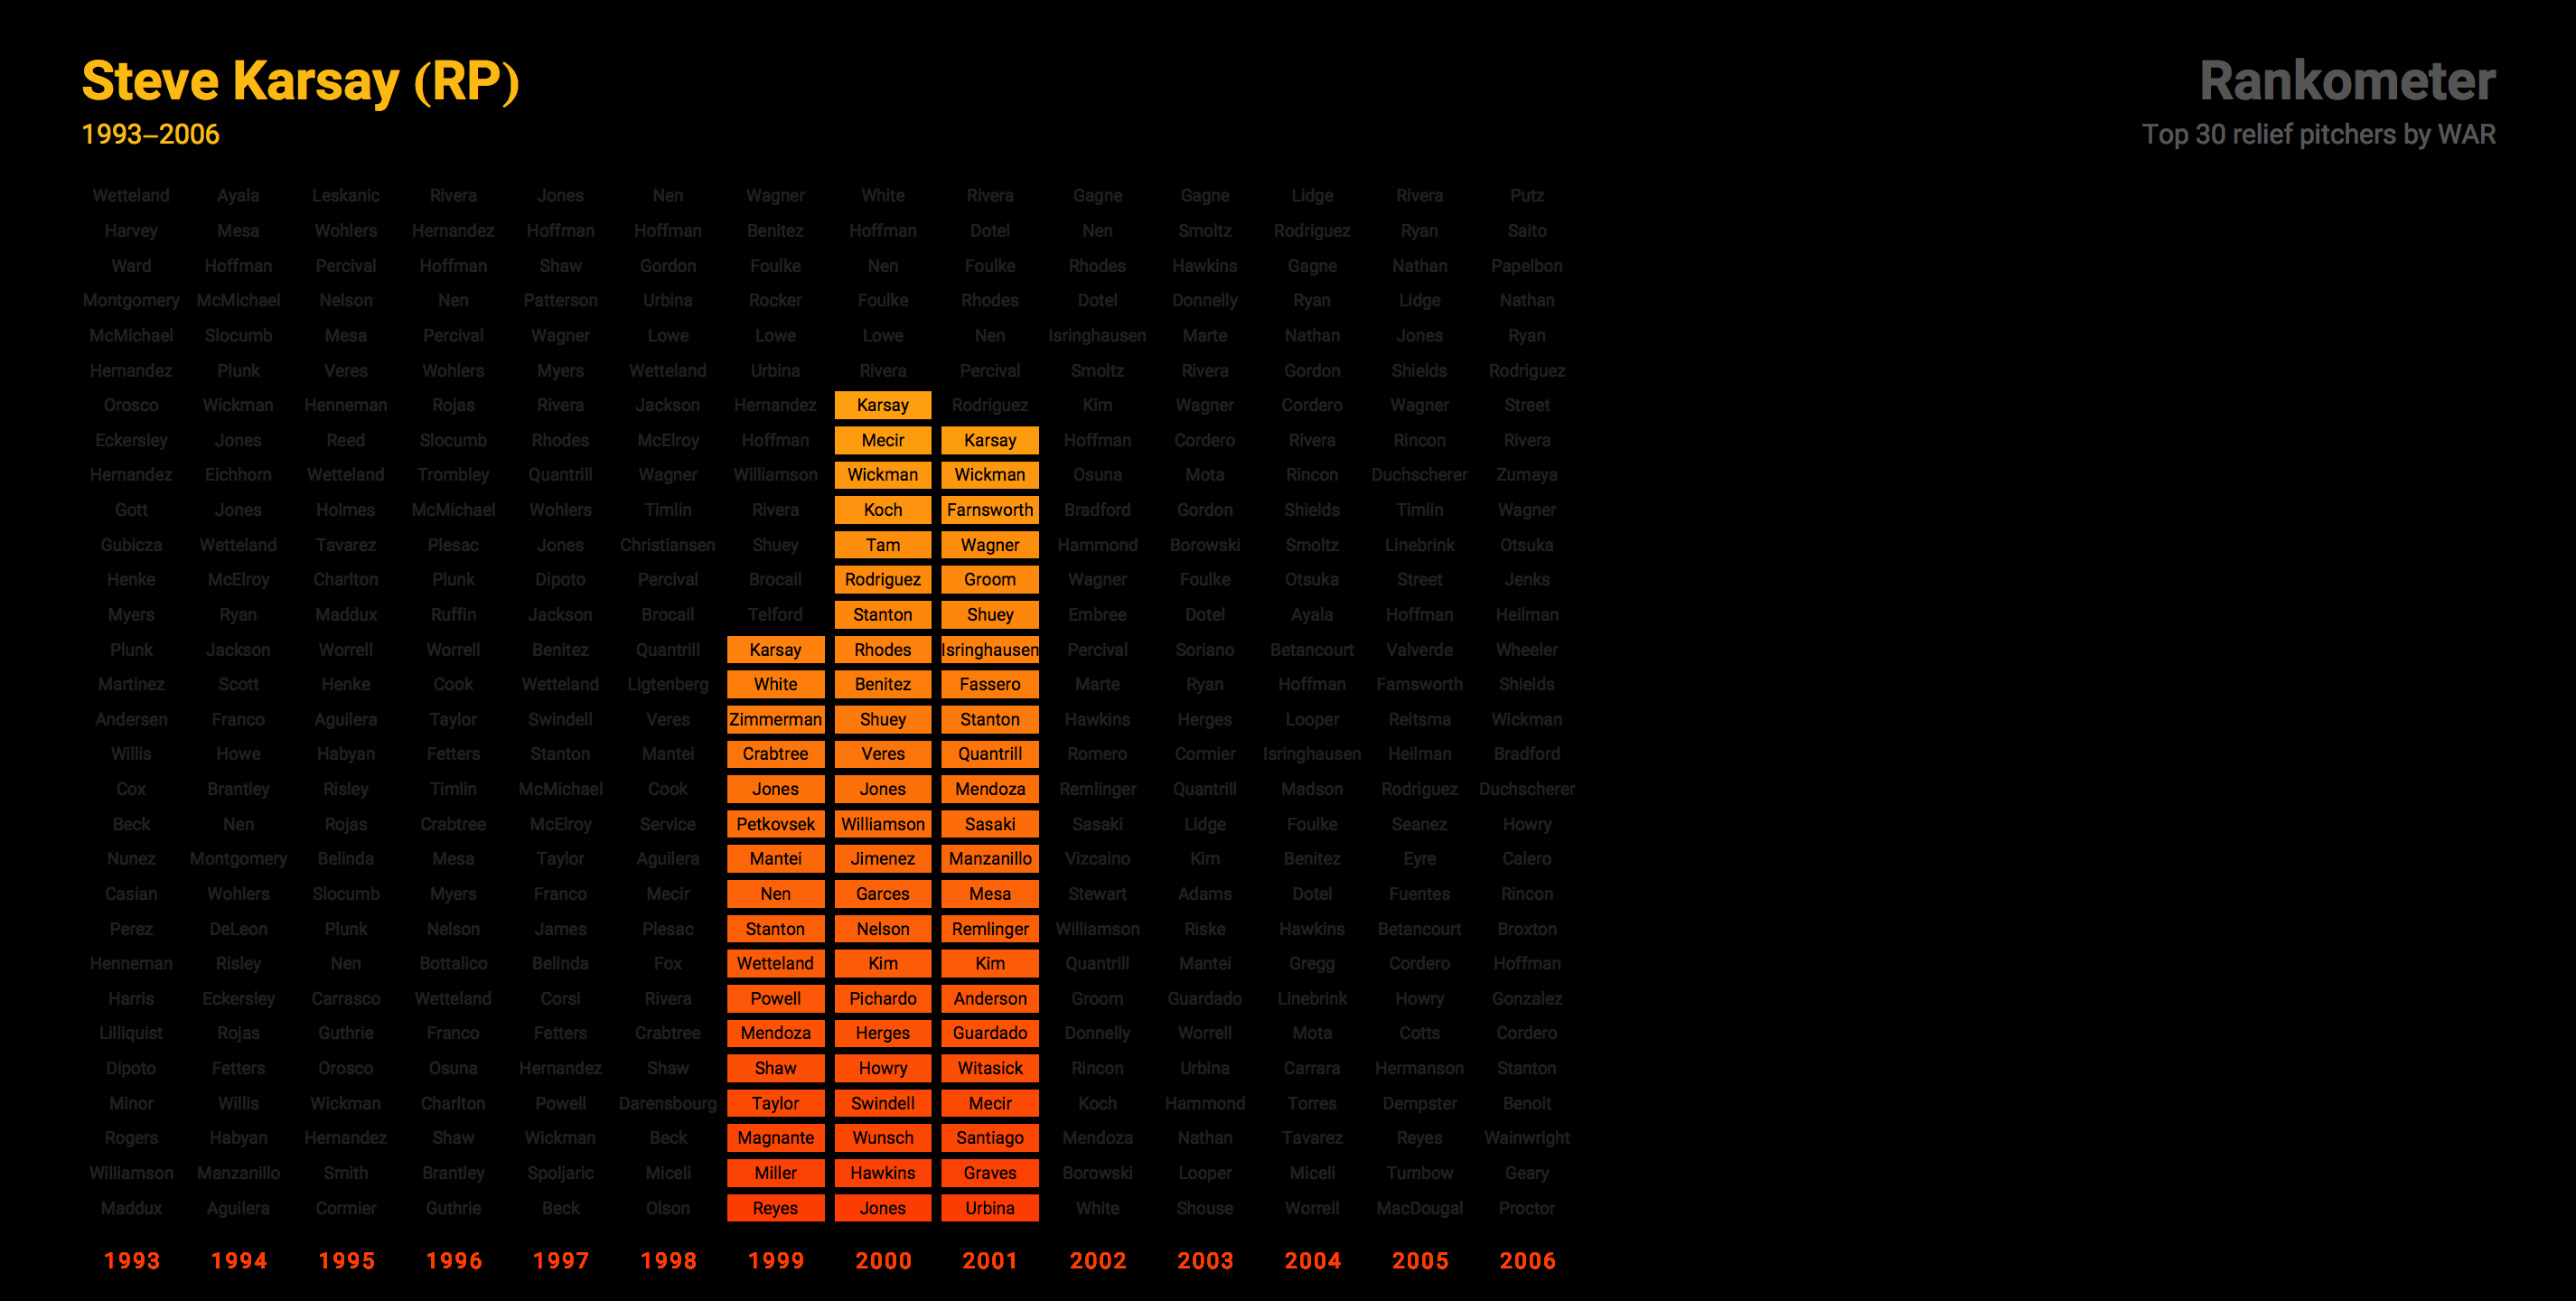 Steve Karsay (RP)
1993–2006
Rankometer
Top 30 relief pitchers by WAR
Wetteland Ayala Leskanic Rivera Jones Nen Wagner White Rivera Gagne Gagne Lidge Rivera Putz
Harvey Mesa Wohlers Hernandez Hoffman Hoffman Benitez Hoffman Dotel Nen Smoltz Rodriguez Ryan Saito
Ward Hoffman Percival Hoffman Shaw Gordon Foulke Nen Foulke Rhodes Hawkins Gagne Nathan Papelbon
Montgomery McMichael Nelson Nen Patterson Urbina Rocker Foulke Rhodes Dotel Donnelly Ryan Lidge Nathan
McMichael Slocumb Mesa Percival Wagner Lowe Lowe Lowe Nen Isringhausen Marte Nathan Jones Ryan
Hernandez Plunk Veres Wohlers Myers Wetteland Urbina Rivera Percival Smoltz Rivera Gordon Shields Rodriguez
Orosco Wickman Henneman Rojas Rivera Jackson Hernandez Karsay Rodriguez Kim Wagner Cordero Wagner Street
Eckersley Jones Reed Slocumb Rhodes McElroy Hoffman Mecir Karsay Hoffman Cordero Rivera Rincon Rivera
Hernandez Eichhorn Wetteland Trombley Quantrill Wagner Williamson Wickman Wickman Osuna Mota Rincon Duchscherer Zumaya
Gott Jones Holmes McMichael Wohlers Timlin Rivera Koch Farnsworth Bradford Gordon Shields Timlin Wagner
Gubicza Wetteland Tavarez Plesac Jones Christiansen Shuey Tam Wagner Hammond Borowski Smoltz Linebrink Otsuka
Henke McElroy Charlton Plunk Dipoto Percival Brocail Rodriguez Groom Wagner Foulke Otsuka Street Jenks
Myers Ryan Maddux Ruffin Jackson Brocail Telford Stanton Shuey Embree Dotel Ayala Hoffman Heilman
Plunk Jackson Worrell Worrell Benitez Quantrill Karsay Rhodes Isringhausen Percival Soriano Betancourt Valverde Wheeler
Martinez Scott Henke Cook Wetteland Ligtenberg White Benitez Fassero Marte Ryan Hoffman Farnsworth Shields
Andersen Franco Aguilera Taylor Swindell Veres Zimmerman Shuey Stanton Hawkins Herges Looper Reitsma Wickman
Willis Howe Habyan Fetters Stanton Mantei Crabtree Veres Quantrill Romero Cormier Isringhausen Heilman Bradford
Cox Brantley Risley Timlin McMichael Cook Jones Jones Mendoza Remlinger Quantrill Madson Rodriguez Duchscherer
Beck Nen Rojas Crabtree McElroy Service Petkovsek Williamson Sasaki Sasaki Lidge Foulke Seanez Howry
Nunez Montgomery Belinda Mesa Taylor Aguilera Mantei Jimenez Manzanillo Vizcaino Kim Benitez Eyre Calero
Casian Wohlers Slocumb Myers Franco Mecir Nen Garces Mesa Stewart Adams Dotel Fuentes Rincon
Perez DeLeon Plunk Nelson James Plesac Stanton Nelson Remlinger Williamson Riske Hawkins Betancourt Broxton
Henneman Risley Nen Bottalico Belinda Fox Wetteland Kim Kim Quantrill Mantei Gregg Cordero Hoffman
Harris Eckersley Carrasco Wetteland Corsi Rivera Powell Pichardo Anderson Groom Guardado Linebrink Howry Gonzalez
Lilliquist Rojas Guthrie Franco Fetters Crabtree Mendoza Herges Guardado Donnelly Worrell Mota Cotts Cordero
Dipoto Fetters Orosco Osuna Hernandez Shaw Shaw Howry Witasick Rincon Urbina Carrara Hermanson Stanton
Minor Willis Wickman Charlton Powell Darensbourg Taylor Swindell Mecir Koch Hammond Torres Dempster Benoit
Rogers Habyan Hernandez Shaw Wickman Beck Magnante Wunsch Santiago Mendoza Nathan Tavarez Reyes Wainwright
Williamson Manzanillo Smith Brantley Spoljaric Miceli Miller Hawkins Graves Borowski Looper Miceli Turnbow Geary
Maddux Aguilera Cormier Guthrie Beck Olson Reyes Jones Urbina White Shouse Worrell MacDougal Proctor
1993 1994 1995 1996 1997 1998 1999 2000 2001 2002 2003 2004 2005 2006